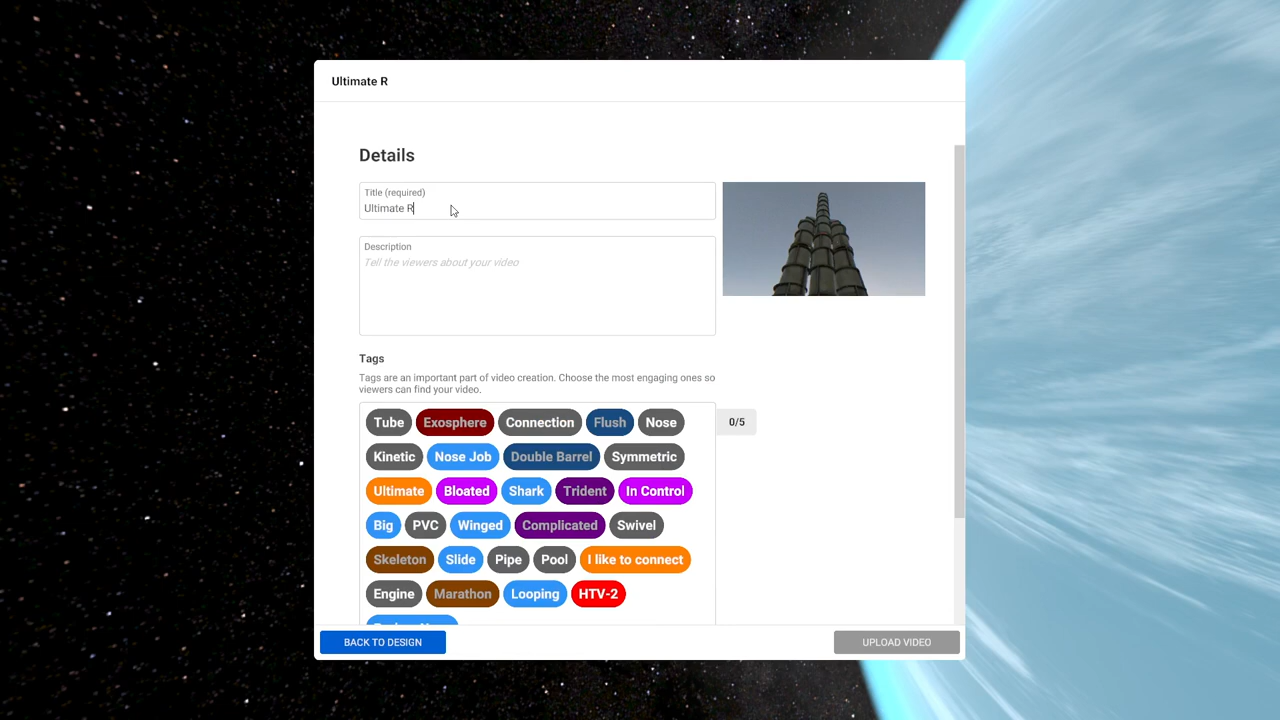 Ultimate R
Details
Title (required)
Ultimate R
Description
Tell the viewers about your video
Tags
Tags are an important part of video creation. Choose the most engaging ones so
viewers can find your video.
Tube Exosphere Connection Flush Nose
0/5
Kinetic Nose Job Double Barrel Symmetric
Ultimate Bloated Shark Trident In Control
Big PVC Winged Complicated Swivel
Skeleton Slide Pipe Pool I like to connect
Engine Marathon Looping HTV-2
BACK TO DESIGN
UPLOAD VIDEO